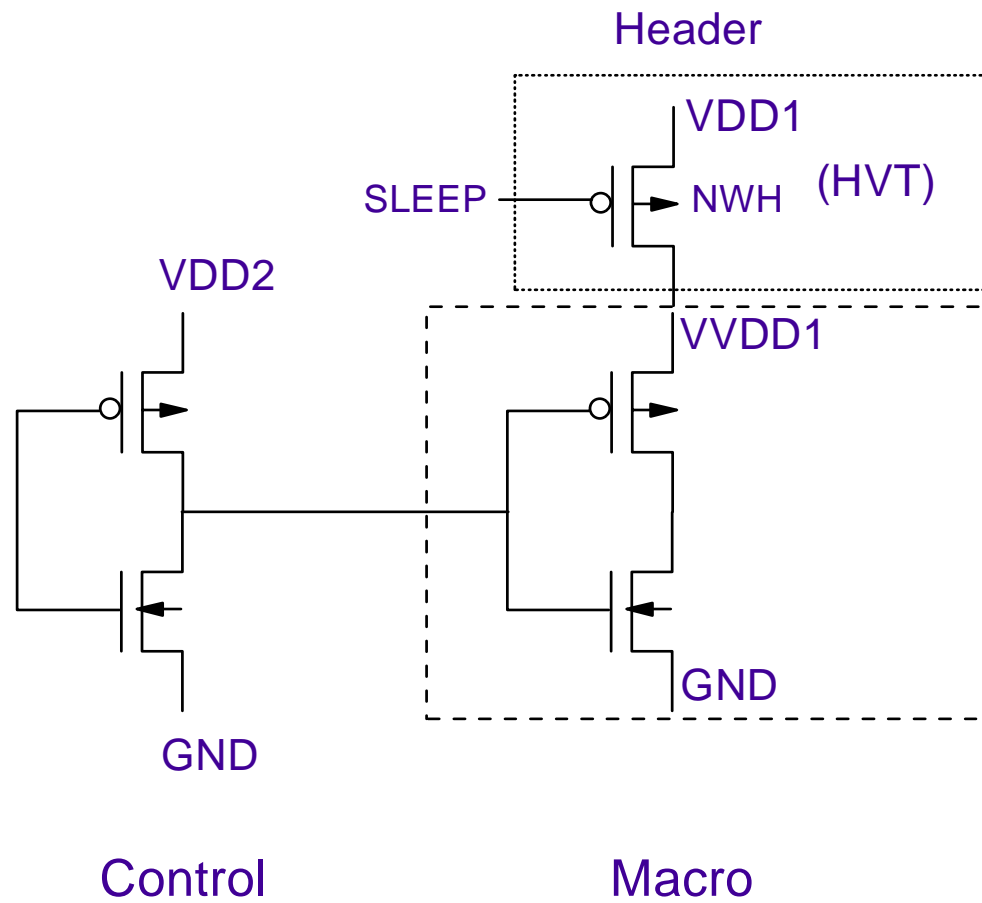 Header
VDD1
(HVT)
SLEEP
NWH
VDD2
VVDD1
GND
GND
Control
Macro